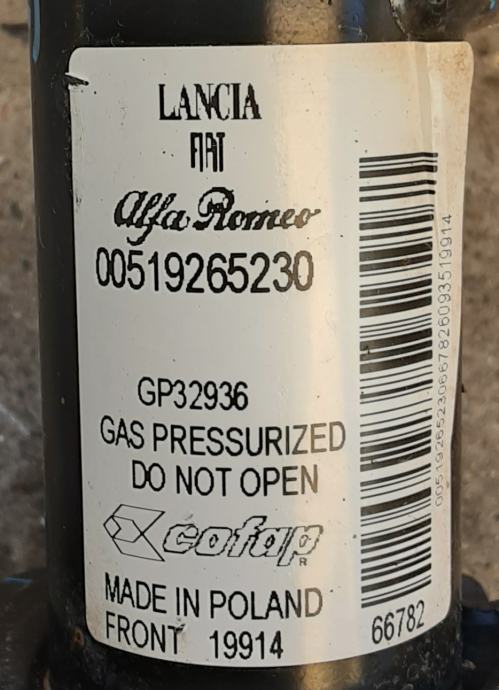 LANCIA
FIAT
Alfa Romeo
00519265230
GP32936
GAS PRESSURIZED
DO NOT OPEN
cofap
R
MADE IN POLAND
FRONT 19914
66782
00519265230667826093519914